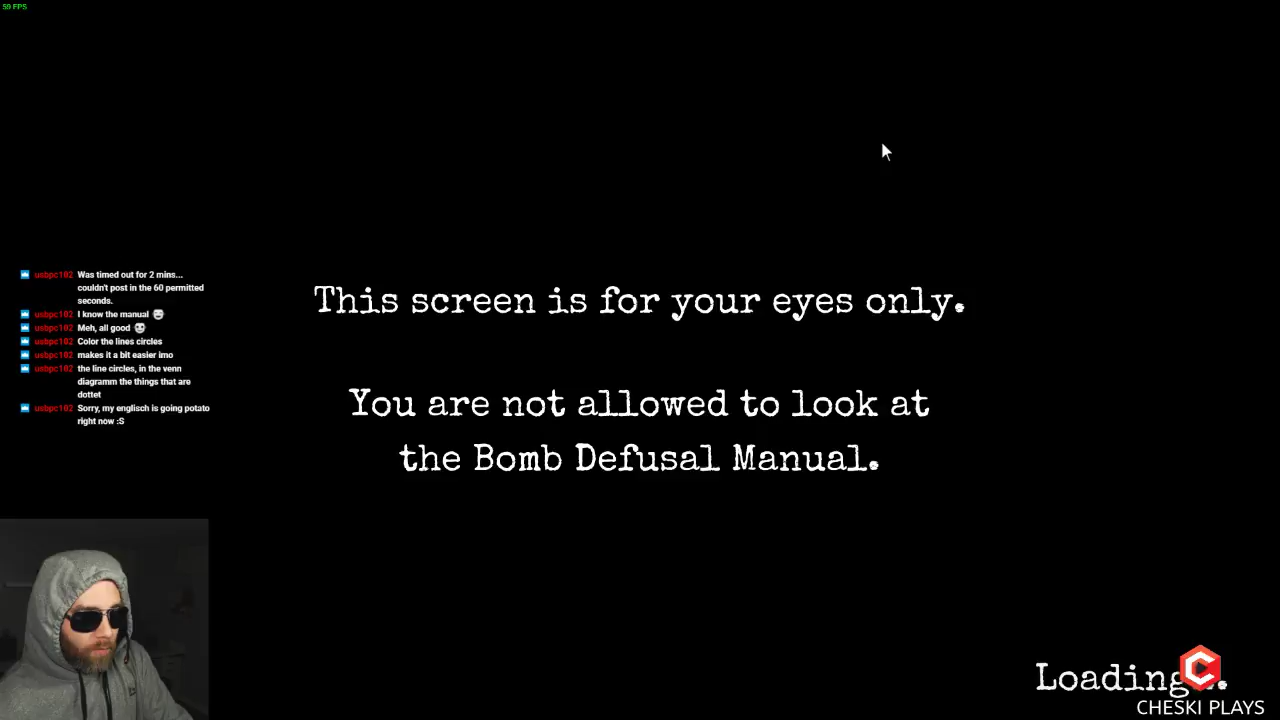 59 FPS
usbpc102 Was timed out for 2 mins...
couldn't post in the 60 permitted
seconds.
usbpc102 I know the manual
usbpc102 Meh, all good
usbpc102 Color the lines circles
usbpc102 makes it a bit easier imo
usbpc102 the line circles, in the venn
diagramm the things that are
dottet
usbpc102 Sorry, my englisch is going potato
right now :S
This screen is for your eyes only.
You are not allowed to look at
the Bomb Defusal Manual.
Loading
CHESKI PLAYS